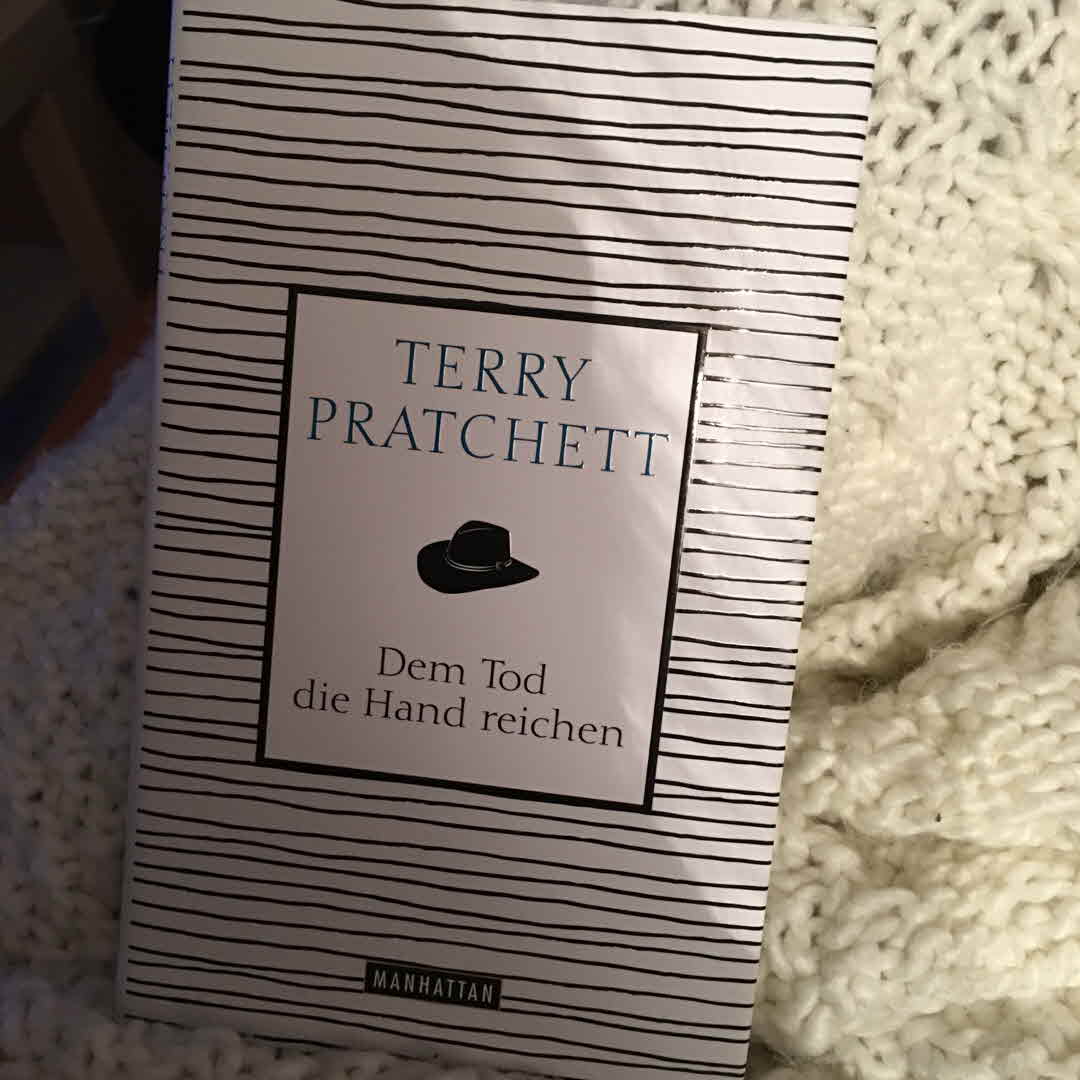 TERRY
PRATCHETT
Dem Tod
die Hand reichen
MANHATTAN